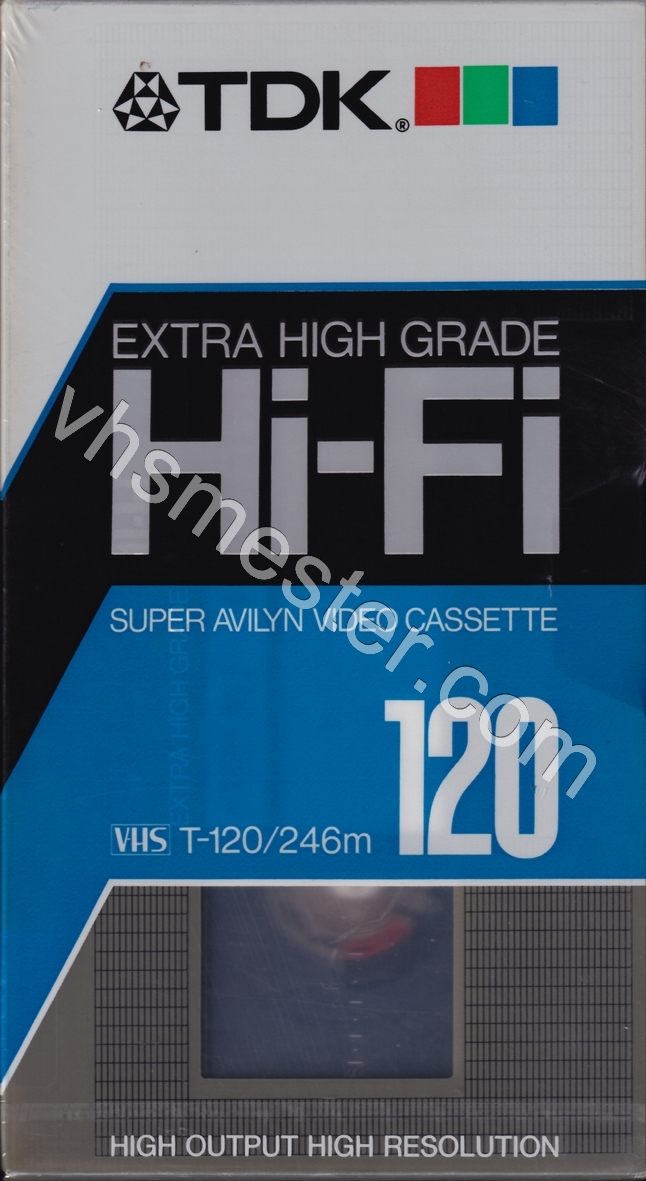 TDK®
EXTRA HIGH GRADE
Hi-Fi
SUPER AVILYN VIDEO CASSETTE
120
VHS T-120/246m
EXTRA HIGH GRADE
HIGH OUTPUT HIGH RESOLUTION
vhsmester.com